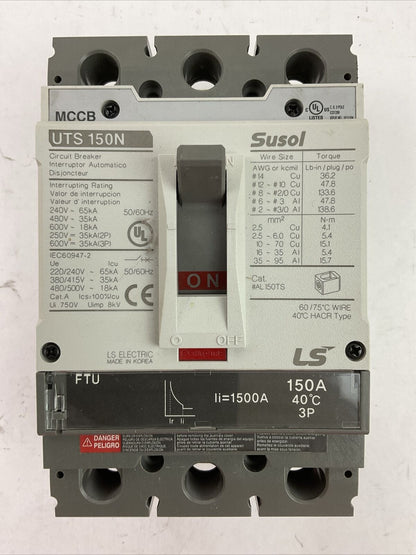 MCCB
UL
LISTED
UTS 150N
Circuit Breaker
Interruptor Automatico
Disjoncteur
Interrupting Rating
Valor de interrupcion
Valeur d'interruption
240V ~ 65kA 50/60Hz
480V ~ 35kA
600V ~ 18kA
250V ⎓ 35kA(2P)
600V ⎓ 35kA(3P)
IEC60947-2
Ue Icu
220/240V ~ 65kA 50/60Hz
380/415V ~ 35kA
480/500V ~ 18kA
Cat.A Ics=100%Icu
Ui 750V Uimp 8kV
LS ELECTRIC
MADE IN KOREA
ON
O OFF
Susol
Wire Size Torque
AWG or kcmil Lb-in / plug / po
#14 Cu 36.2
#12 ~ #10 Cu 47.8
#8 ~ #2/0 Cu 133.6
#6 ~ #3 Al 47.8
#2 ~ #3/0 Al 138.6
mm² N-m
2.5 Cu 4.1
2.5 ~ 6.0 Cu 5.4
10 ~ 70 Cu 15.1
16 ~ 35 Al 5.4
35 ~ 95 Al 15.7
Cat.
#AL150TS
60/75°C WIRE
40°C HACR Type
LS
FTU
Ir Ii
Ii=1500A
150A
40°C
3P
DANGER
PELIGRO